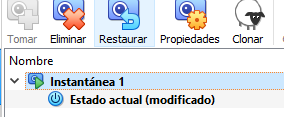 Tomar Eliminar Restaurar Propiedades Clonar
Nombre
Instantánea 1
Estado actual (modificado)